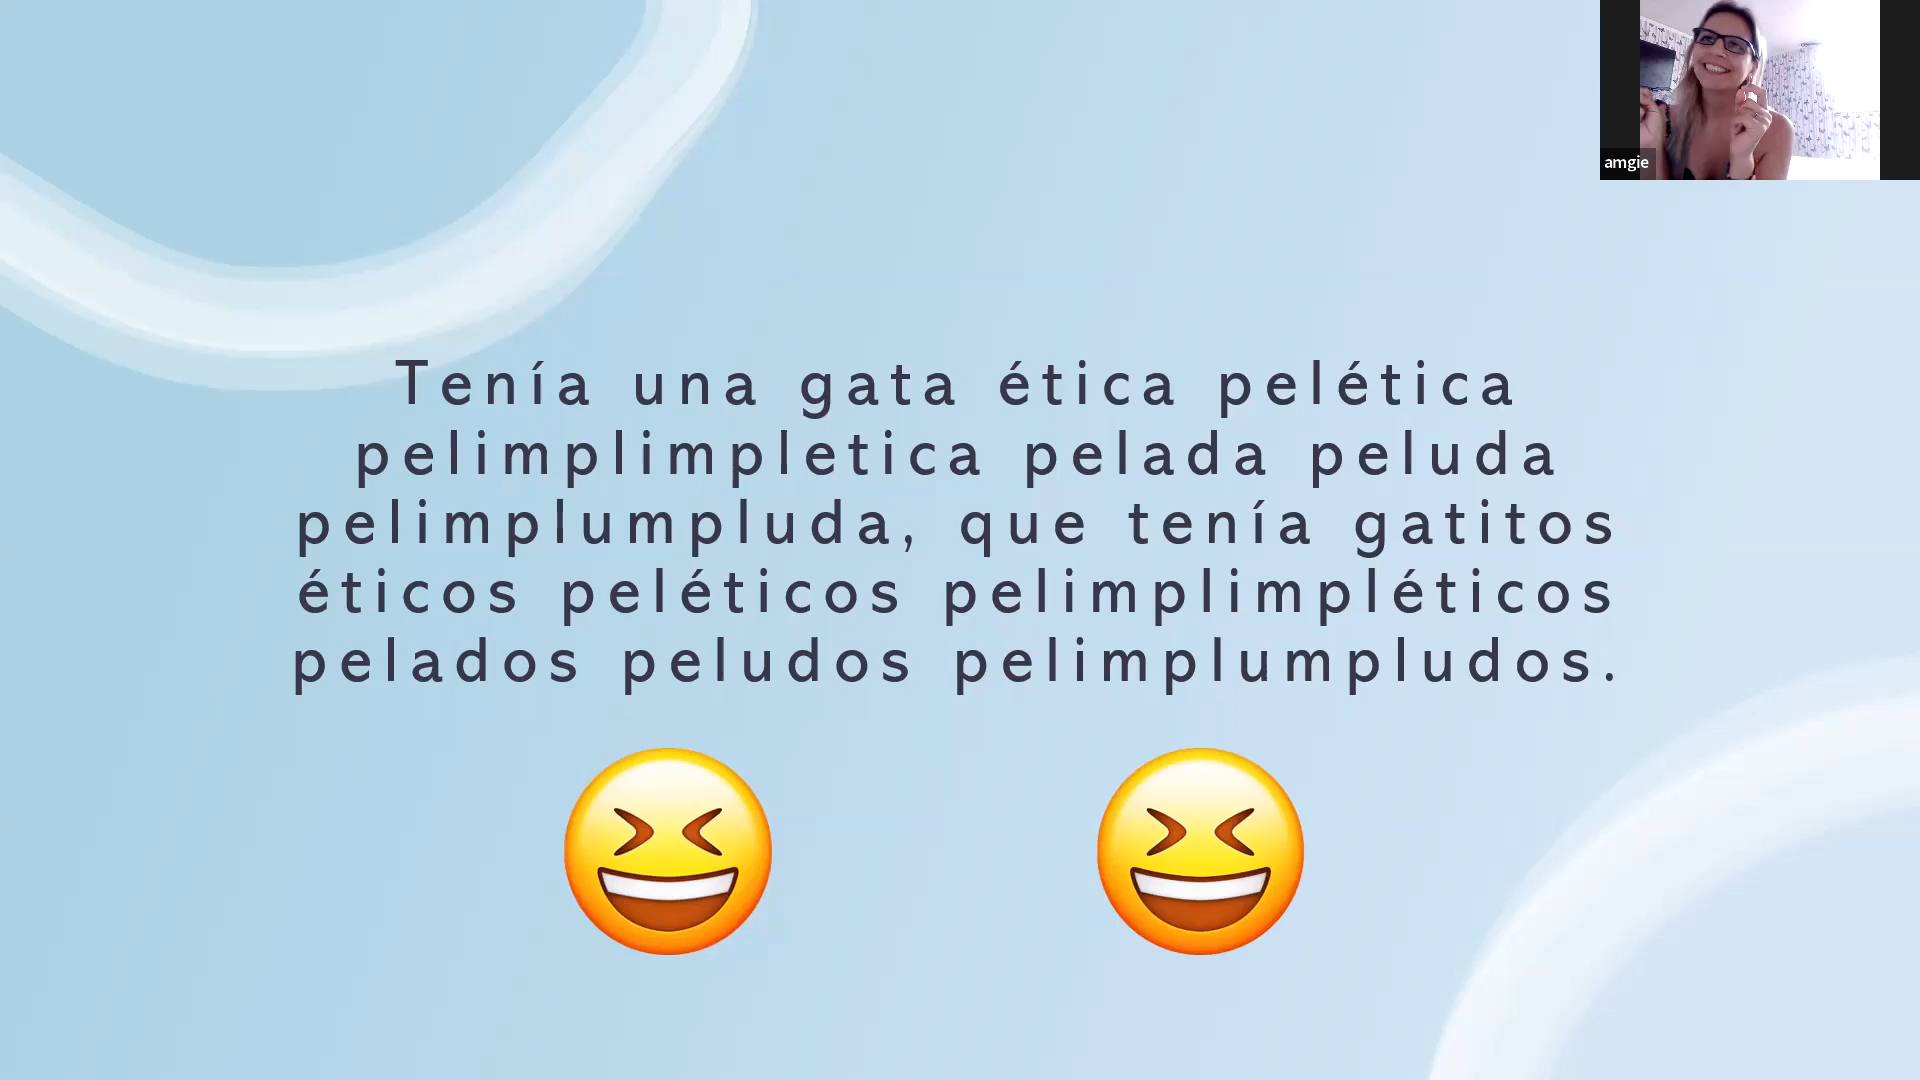 amgie
Tenía una gata ética pelética
pelimplimpletica pelada peluda
pelimplumpluda, que tenía gatitos
éticos peléticos pelimplimpléticos
pelados peludos pelimplumpludos.